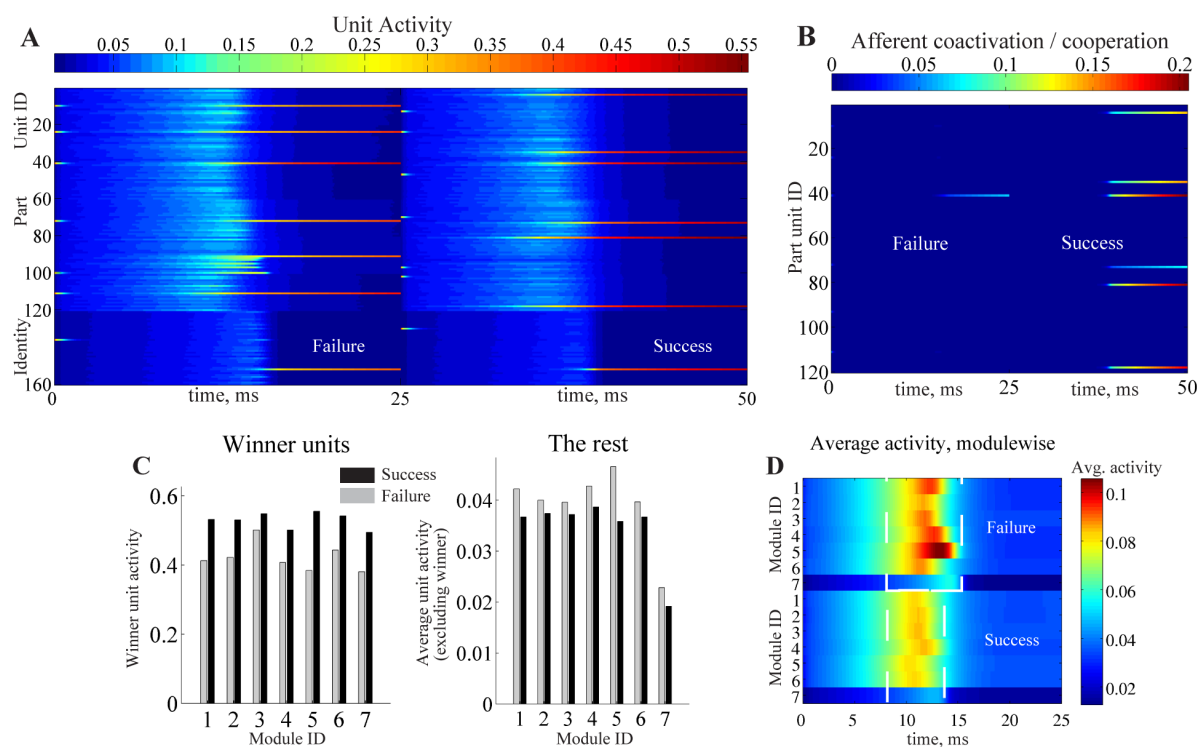 A
Unit Activity
0.05 0.1 0.15 0.2 0.25 0.3 0.35 0.4 0.45 0.5 0.55
Unit ID
Part
Identity
20
40
60
80
100
120
160
Failure
Success
0 time, ms 25 time, ms 50
B
Afferent coactivation / cooperation
0 0.05 0.1 0.15 0.2
Part unit ID
20
40
60
80
100
120
Failure
Success
0 time, ms 25 time, ms 50
C
Winner units
Success
Failure
Winner unit activity
0.6
0.4
0.2
0
1 2 3 4 5 6 7
Module ID
The rest
Average unit activity
(excluding winner)
0.04
0.03
0.02
0.01
0
1 2 3 4 5 6 7
Module ID
Average activity, modulewise
D
Avg. activity
Module ID
1
2
3
4
5
6
7
Failure
Module ID
1
2
3
4
5
6
7
Success
0 5 10 15 20 25
time, ms
0.1
0.08
0.06
0.04
0.02